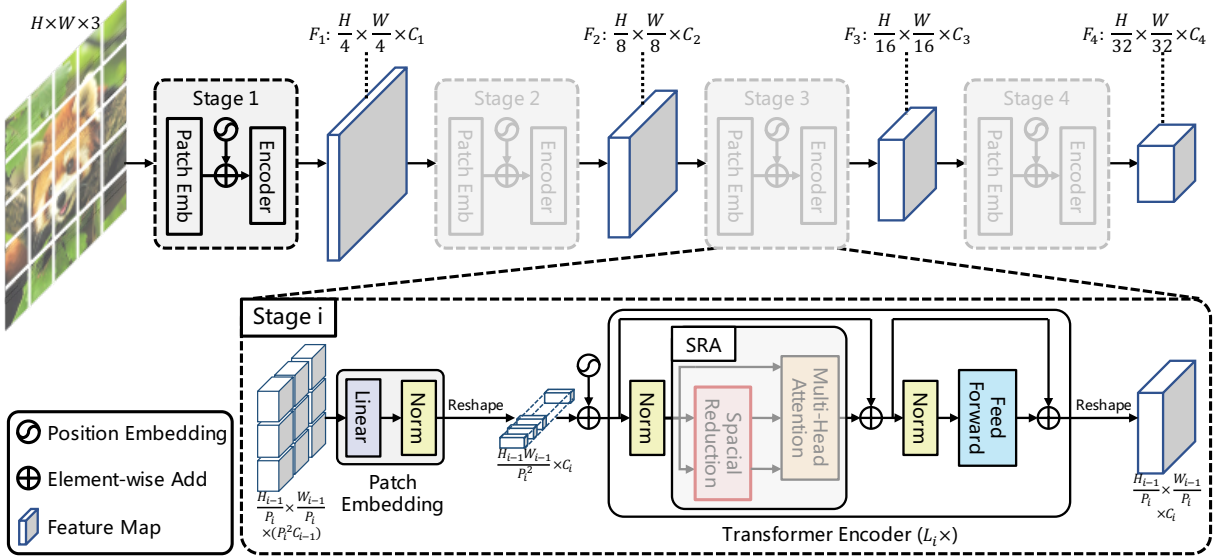 H×W×3
F₁: H/4 × W/4 × C₁
F₂: H/8 × W/8 × C₂
F₃: H/16 × W/16 × C₃
F₄: H/32 × W/32 × C₄
Stage 1
Patch Emb
Encoder
Stage 2
Patch Emb
Encoder
Stage 3
Patch Emb
Encoder
Stage 4
Patch Emb
Encoder
Stage i
Linear
Norm
Patch
Embedding
Reshape
Norm
SRA
Spacial
Reduction
Multi-Head
Attention
Norm
Feed
Forward
Reshape
Hᵢ₋₁/Pᵢ × Wᵢ₋₁/Pᵢ
×(Pᵢ²Cᵢ₋₁)
Hᵢ₋₁Wᵢ₋₁/Pᵢ² ×Cᵢ
Hᵢ₋₁/Pᵢ × Wᵢ₋₁/Pᵢ
×Cᵢ
Transformer Encoder (Lᵢ×)
Position Embedding
Element-wise Add
Feature Map